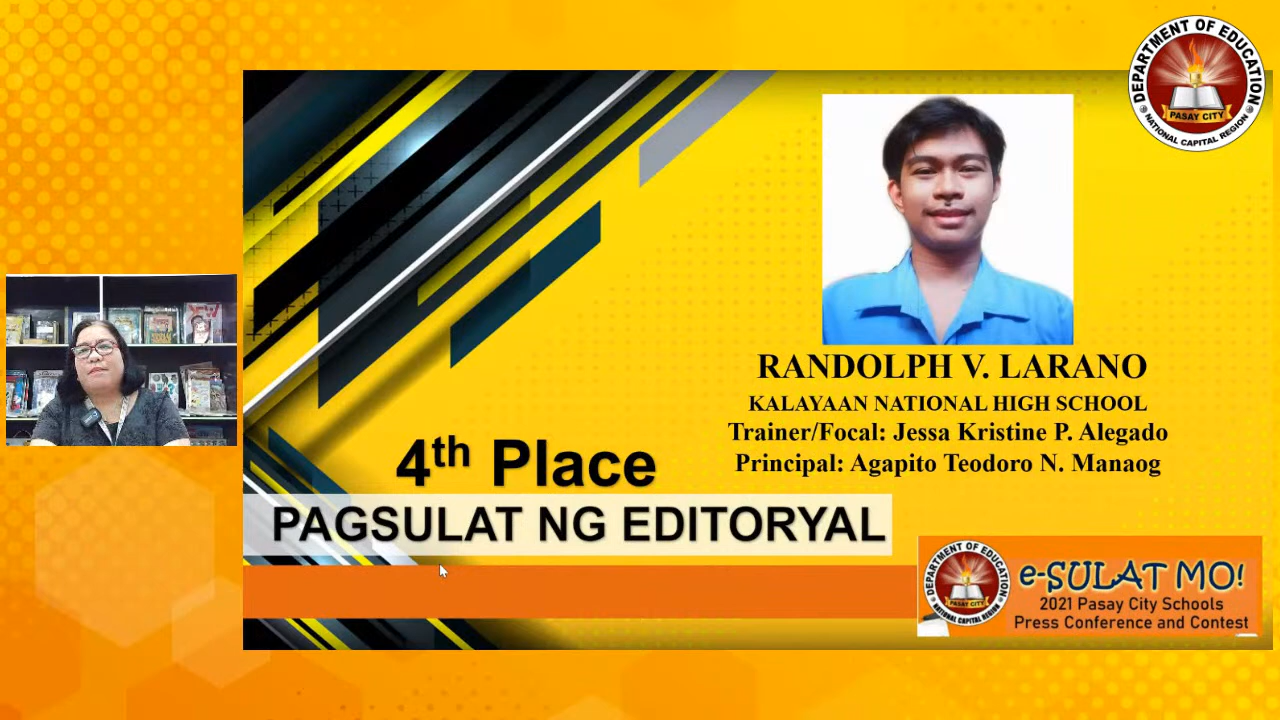 DEPARTMENT OF EDUCATION
PASAY CITY
NATIONAL CAPITAL REGION
RANDOLPH V. LARANO
KALAYAAN NATIONAL HIGH SCHOOL
Trainer/Focal: Jessa Kristine P. Alegado
Principal: Agapito Teodoro N. Manaog
4th Place
PAGSULAT NG EDITORYAL
DEPARTMENT OF EDUCATION
PASAY CITY
NATIONAL CAPITAL REGION
e-SULAT MO!
2021 Pasay City Schools
Press Conference and Contest